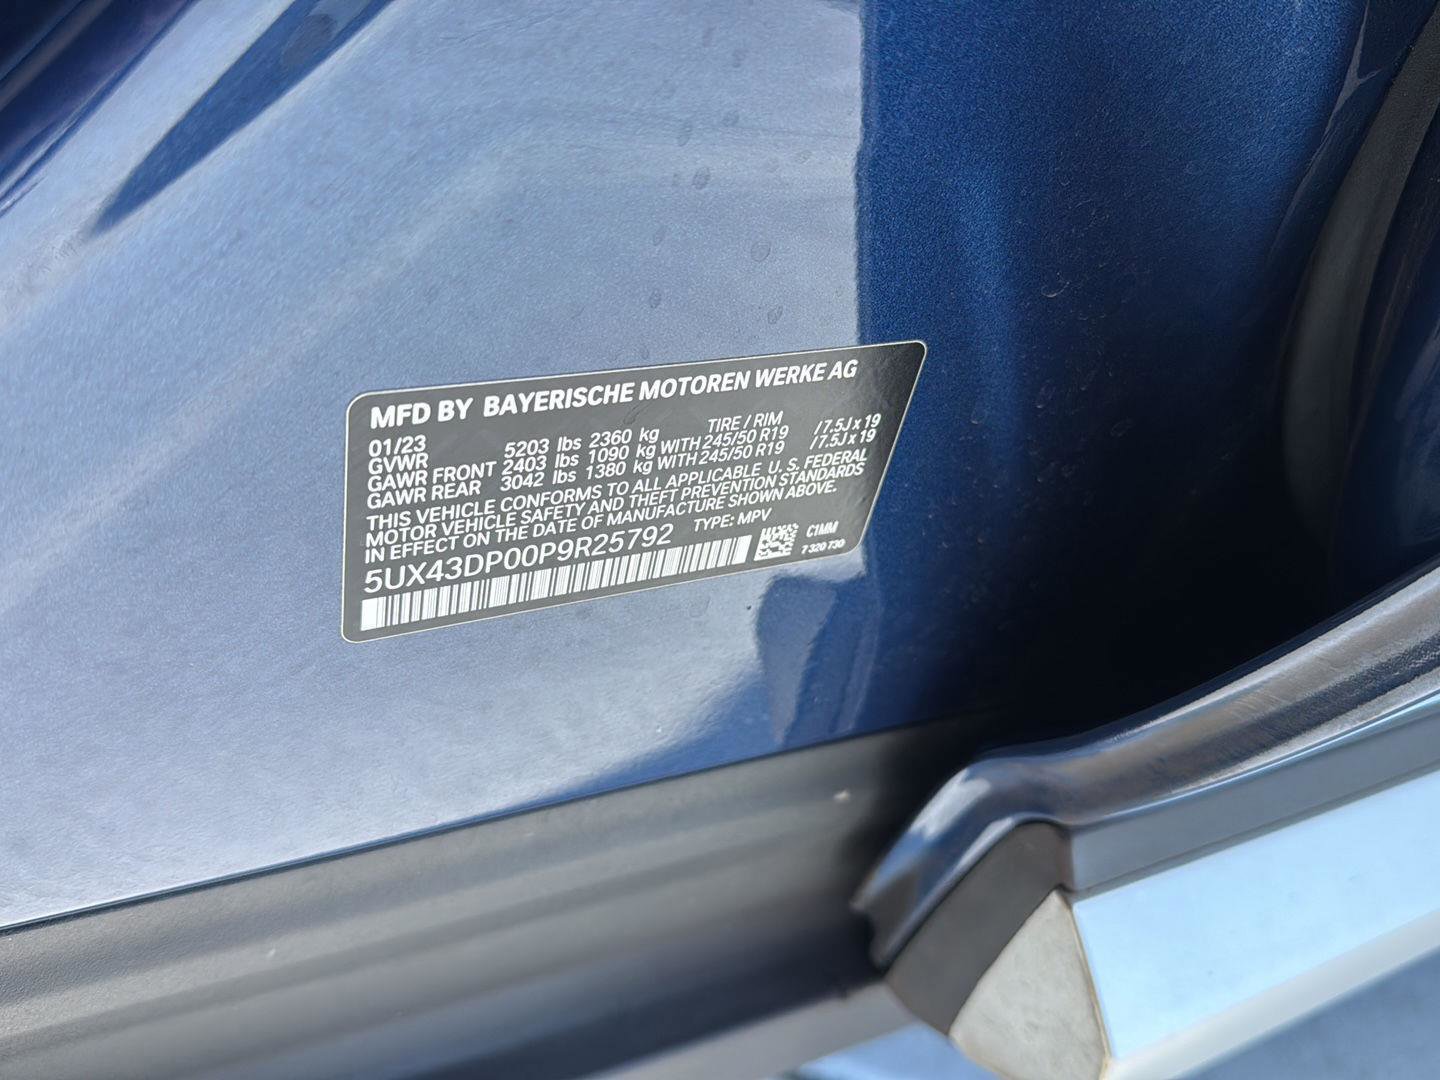 MFD BY BAYERISCHE MOTOREN WERKE AG
01/23 TIRE / RIM
GVWR 5203 lbs 2360 kg
GAWR FRONT 2403 lbs 1090 kg WITH 245/50 R19 /7.5J x 19
GAWR REAR 3042 lbs 1380 kg WITH 245/50 R19 /7.5J x 19
THIS VEHICLE CONFORMS TO ALL APPLICABLE U. S. FEDERAL
MOTOR VEHICLE SAFETY AND THEFT PREVENTION STANDARDS
IN EFFECT ON THE DATE OF MANUFACTURE SHOWN ABOVE.
5UX43DP00P9R25792 TYPE: MPV
C1MM
7 320 730